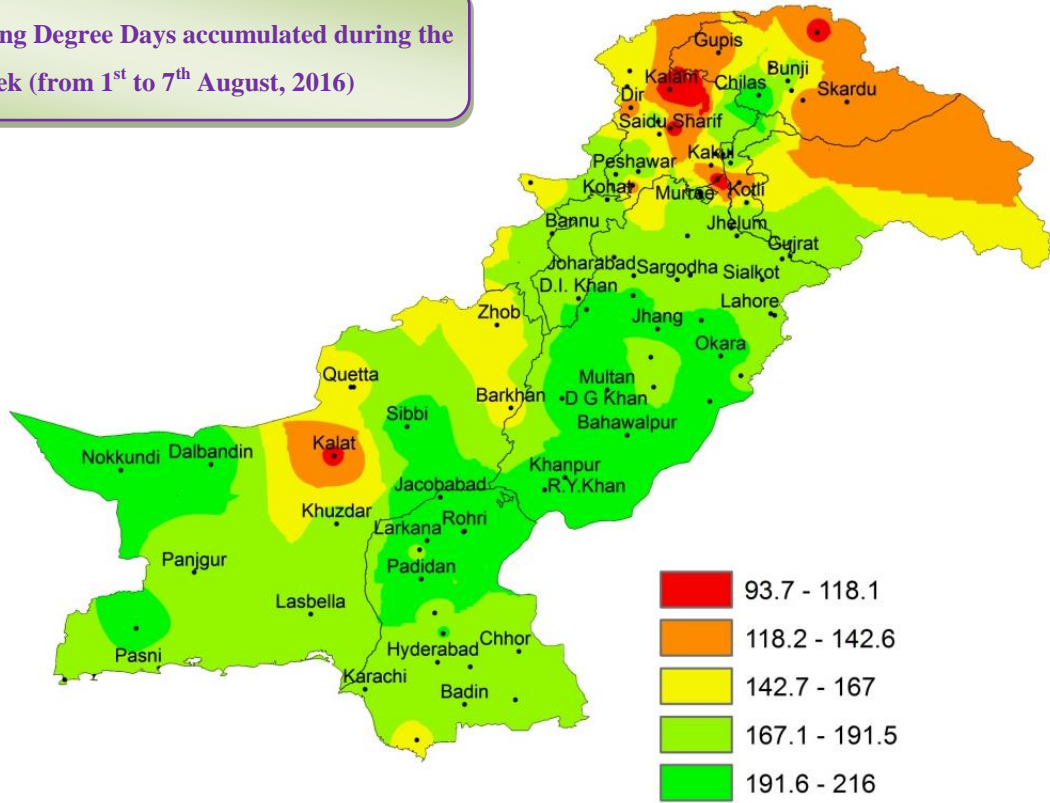 ng Degree Days accumulated during the
ek (from 1st to 7th August, 2016)
Gupis
Kalam
Chilas
Bunji
Skardu
Dir
Saidu Sharif
Peshawar
Kakul
Kohat
Murree
Kotli
Bannu
Jhelum
Gujrat
Joharabad
Sargodha
Sialkot
D.I. Khan
Lahore
Zhob
Jhang
Okara
Quetta
Multan
Barkhan
D G Khan
Sibbi
Bahawalpur
Kalat
Nokkundi
Dalbandin
Khanpur
R.Y.Khan
Jacobabad
Khuzdar
Larkana
Rohri
Panjgur
Padidan
Lasbella
Pasni
Hyderabad
Chhor
Karachi
Badin
93.7 - 118.1
118.2 - 142.6
142.7 - 167
167.1 - 191.5
191.6 - 216